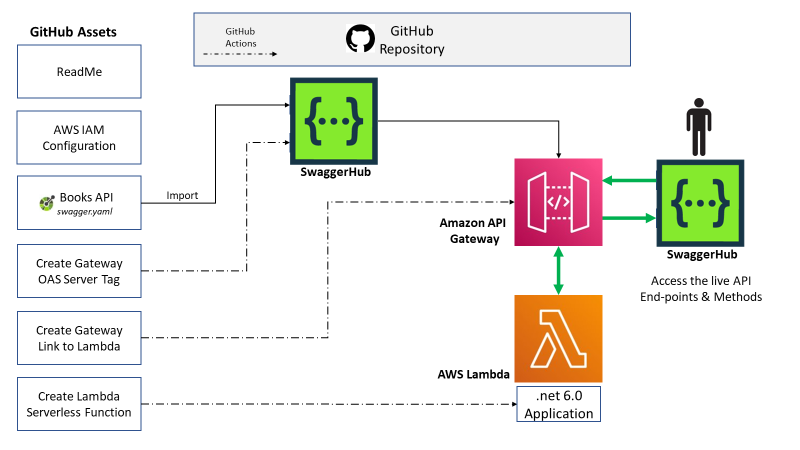 GitHub Assets
GitHub
Actions
GitHub
Repository
ReadMe
AWS IAM
Configuration
Books API
swagger.yaml
Import
Create Gateway
OAS Server Tag
Create Gateway
Link to Lambda
Create Lambda
Serverless Function
{···}
SwaggerHub
Amazon API
Gateway
</>
{···}
SwaggerHub
Access the live API
End-points & Methods
AWS Lambda
.net 6.0
Application